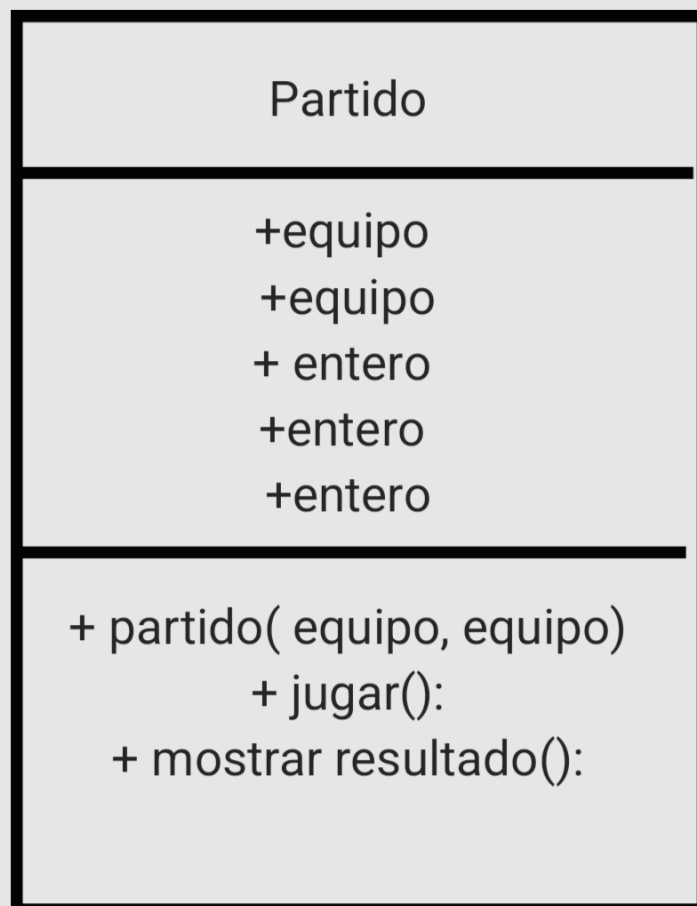 Partido
+equipo
+equipo
+ entero
+entero
+entero
+ partido( equipo, equipo)
+ jugar():
+ mostrar resultado():